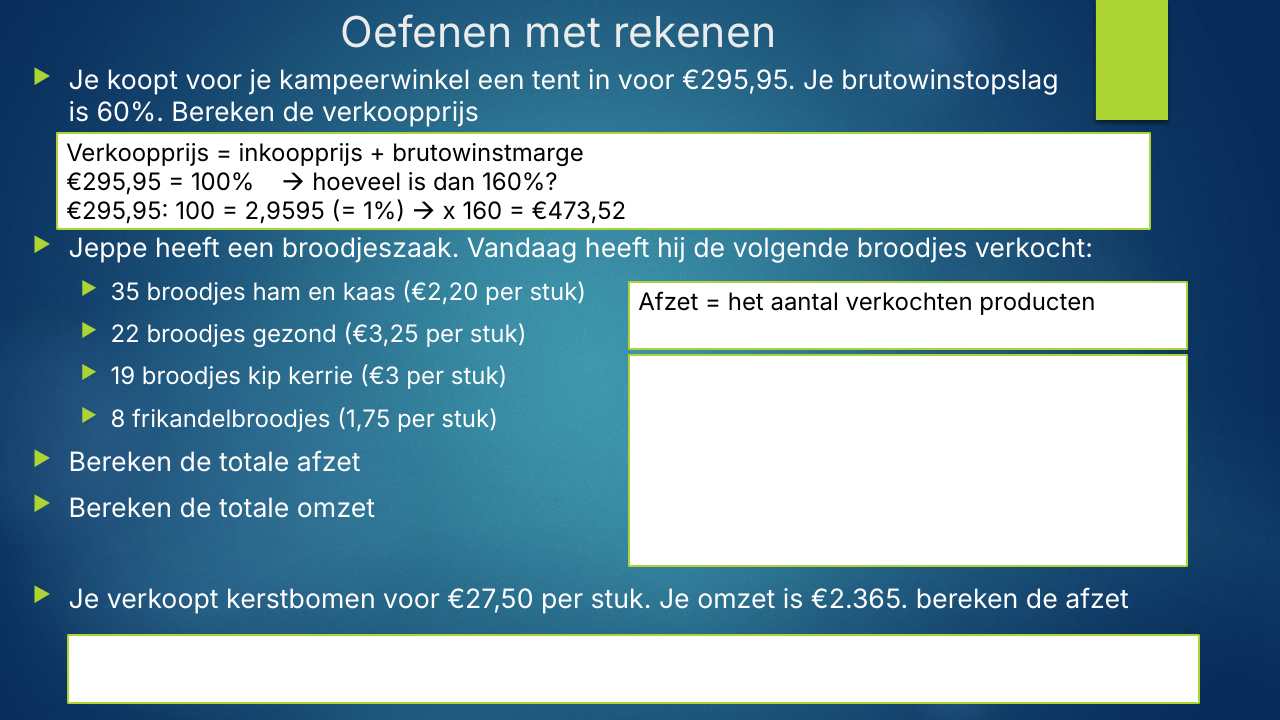 Oefenen met rekenen
Je koopt voor je kampeerwinkel een tent in voor €295,95. Je brutowinstopslag
is 60%. Bereken de verkoopprijs
Verkoopprijs = inkoopprijs + brutowinstmarge
€295,95 = 100% → hoeveel is dan 160%?
€295,95: 100 = 2,9595 (= 1%) → x 160 = €473,52
Jeppe heeft een broodjeszaak. Vandaag heeft hij de volgende broodjes verkocht:
35 broodjes ham en kaas (€2,20 per stuk)
22 broodjes gezond (€3,25 per stuk)
19 broodjes kip kerrie (€3 per stuk)
8 frikandelbroodjes (1,75 per stuk)
Afzet = het aantal verkochten producten
Bereken de totale afzet
Bereken de totale omzet
Je verkoopt kerstbomen voor €27,50 per stuk. Je omzet is €2.365. bereken de afzet